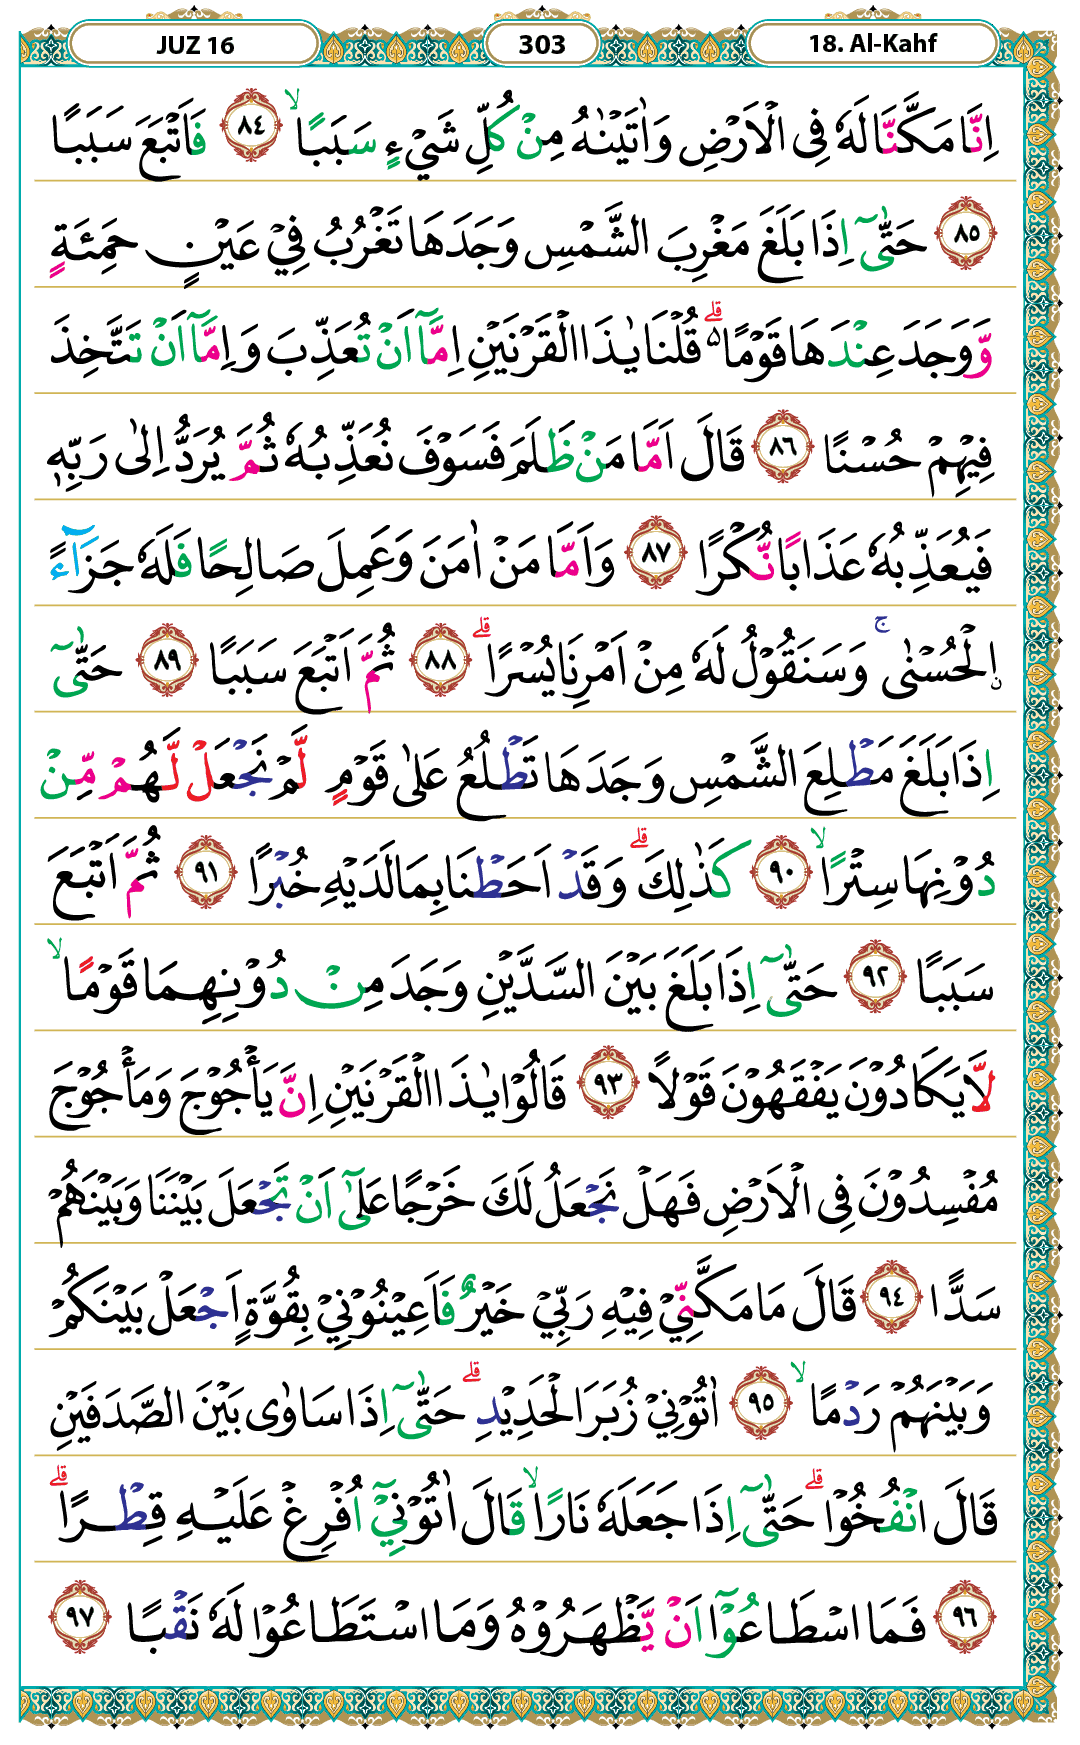 JUZ 16
303
18. Al-Kahf
اِنَّا مَكَّنَّا لَهٗ فِى الْاَرْضِ وَاٰتَيْنٰهُ مِنْ كُلِّ شَيْءٍ سَبَبًاۙ ٨٤ فَاَتْبَعَ سَبَبًا
٨٥ حَتّٰىٓ اِذَا بَلَغَ مَغْرِبَ الشَّمْسِ وَجَدَهَا تَغْرُبُ فِيْ عَيْنٍ حَمِئَةٍ
وَّوَجَدَ عِنْدَهَا قَوْمًا ەۗ قُلْنَا يٰذَا الْقَرْنَيْنِ اِمَّآ اَنْ تُعَذِّبَ وَاِمَّآ اَنْ تَتَّخِذَ
فِيْهِمْ حُسْنًا ٨٦ قَالَ اَمَّا مَنْ ظَلَمَ فَسَوْفَ نُعَذِّبُهٗ ثُمَّ يُرَدُّ اِلٰى رَبِّهٖ
فَيُعَذِّبُهٗ عَذَابًا نُّكْرًا ٨٧ وَاَمَّا مَنْ اٰمَنَ وَعَمِلَ صَالِحًا فَلَهٗ جَزَاۤءً
ۨالْحُسْنٰىۚ وَسَنَقُوْلُ لَهٗ مِنْ اَمْرِنَا يُسْرًاۗ ٨٨ ثُمَّ اَتْبَعَ سَبَبًا ٨٩ حَتّٰىٓ
اِذَا بَلَغَ مَطْلِعَ الشَّمْسِ وَجَدَهَا تَطْلُعُ عَلٰى قَوْمٍ لَّمْ نَجْعَلْ لَّهُمْ مِّنْ
دُوْنِهَا سِتْرًاۙ ٩٠ كَذٰلِكَۗ وَقَدْ اَحَطْنَا بِمَا لَدَيْهِ خُبْرًا ٩١ ثُمَّ اَتْبَعَ
سَبَبًا ٩٢ حَتّٰىٓ اِذَا بَلَغَ بَيْنَ السَّدَّيْنِ وَجَدَ مِنْ دُوْنِهِمَا قَوْمًاۙ
لَّا يَكَادُوْنَ يَفْقَهُوْنَ قَوْلًا ٩٣ قَالُوْا يٰذَا الْقَرْنَيْنِ اِنَّ يَأْجُوْجَ وَمَأْجُوْجَ
مُفْسِدُوْنَ فِى الْاَرْضِ فَهَلْ نَجْعَلُ لَكَ خَرْجًا عَلٰٓى اَنْ تَجْعَلَ بَيْنَنَا وَبَيْنَهُمْ
سَدًّا ٩٤ قَالَ مَا مَكَّنِّيْ فِيْهِ رَبِّيْ خَيْرٌ فَاَعِيْنُوْنِيْ بِقُوَّةٍ اَجْعَلْ بَيْنَكُمْ
وَبَيْنَهُمْ رَدْمًاۙ ٩٥ اٰتُوْنِيْ زُبَرَ الْحَدِيْدِۗ حَتّٰىٓ اِذَا سَاوٰى بَيْنَ الصَّدَفَيْنِ
قَالَ انْفُخُوْاۗ حَتّٰىٓ اِذَا جَعَلَهٗ نَارًاۙ قَالَ اٰتُوْنِيْٓ اُفْرِغْ عَلَيْهِ قِطْرًاۗ
٩٦ فَمَا اسْطَاعُوْٓا اَنْ يَّظْهَرُوْهُ وَمَا اسْتَطَاعُوْا لَهٗ نَقْبًا ٩٧